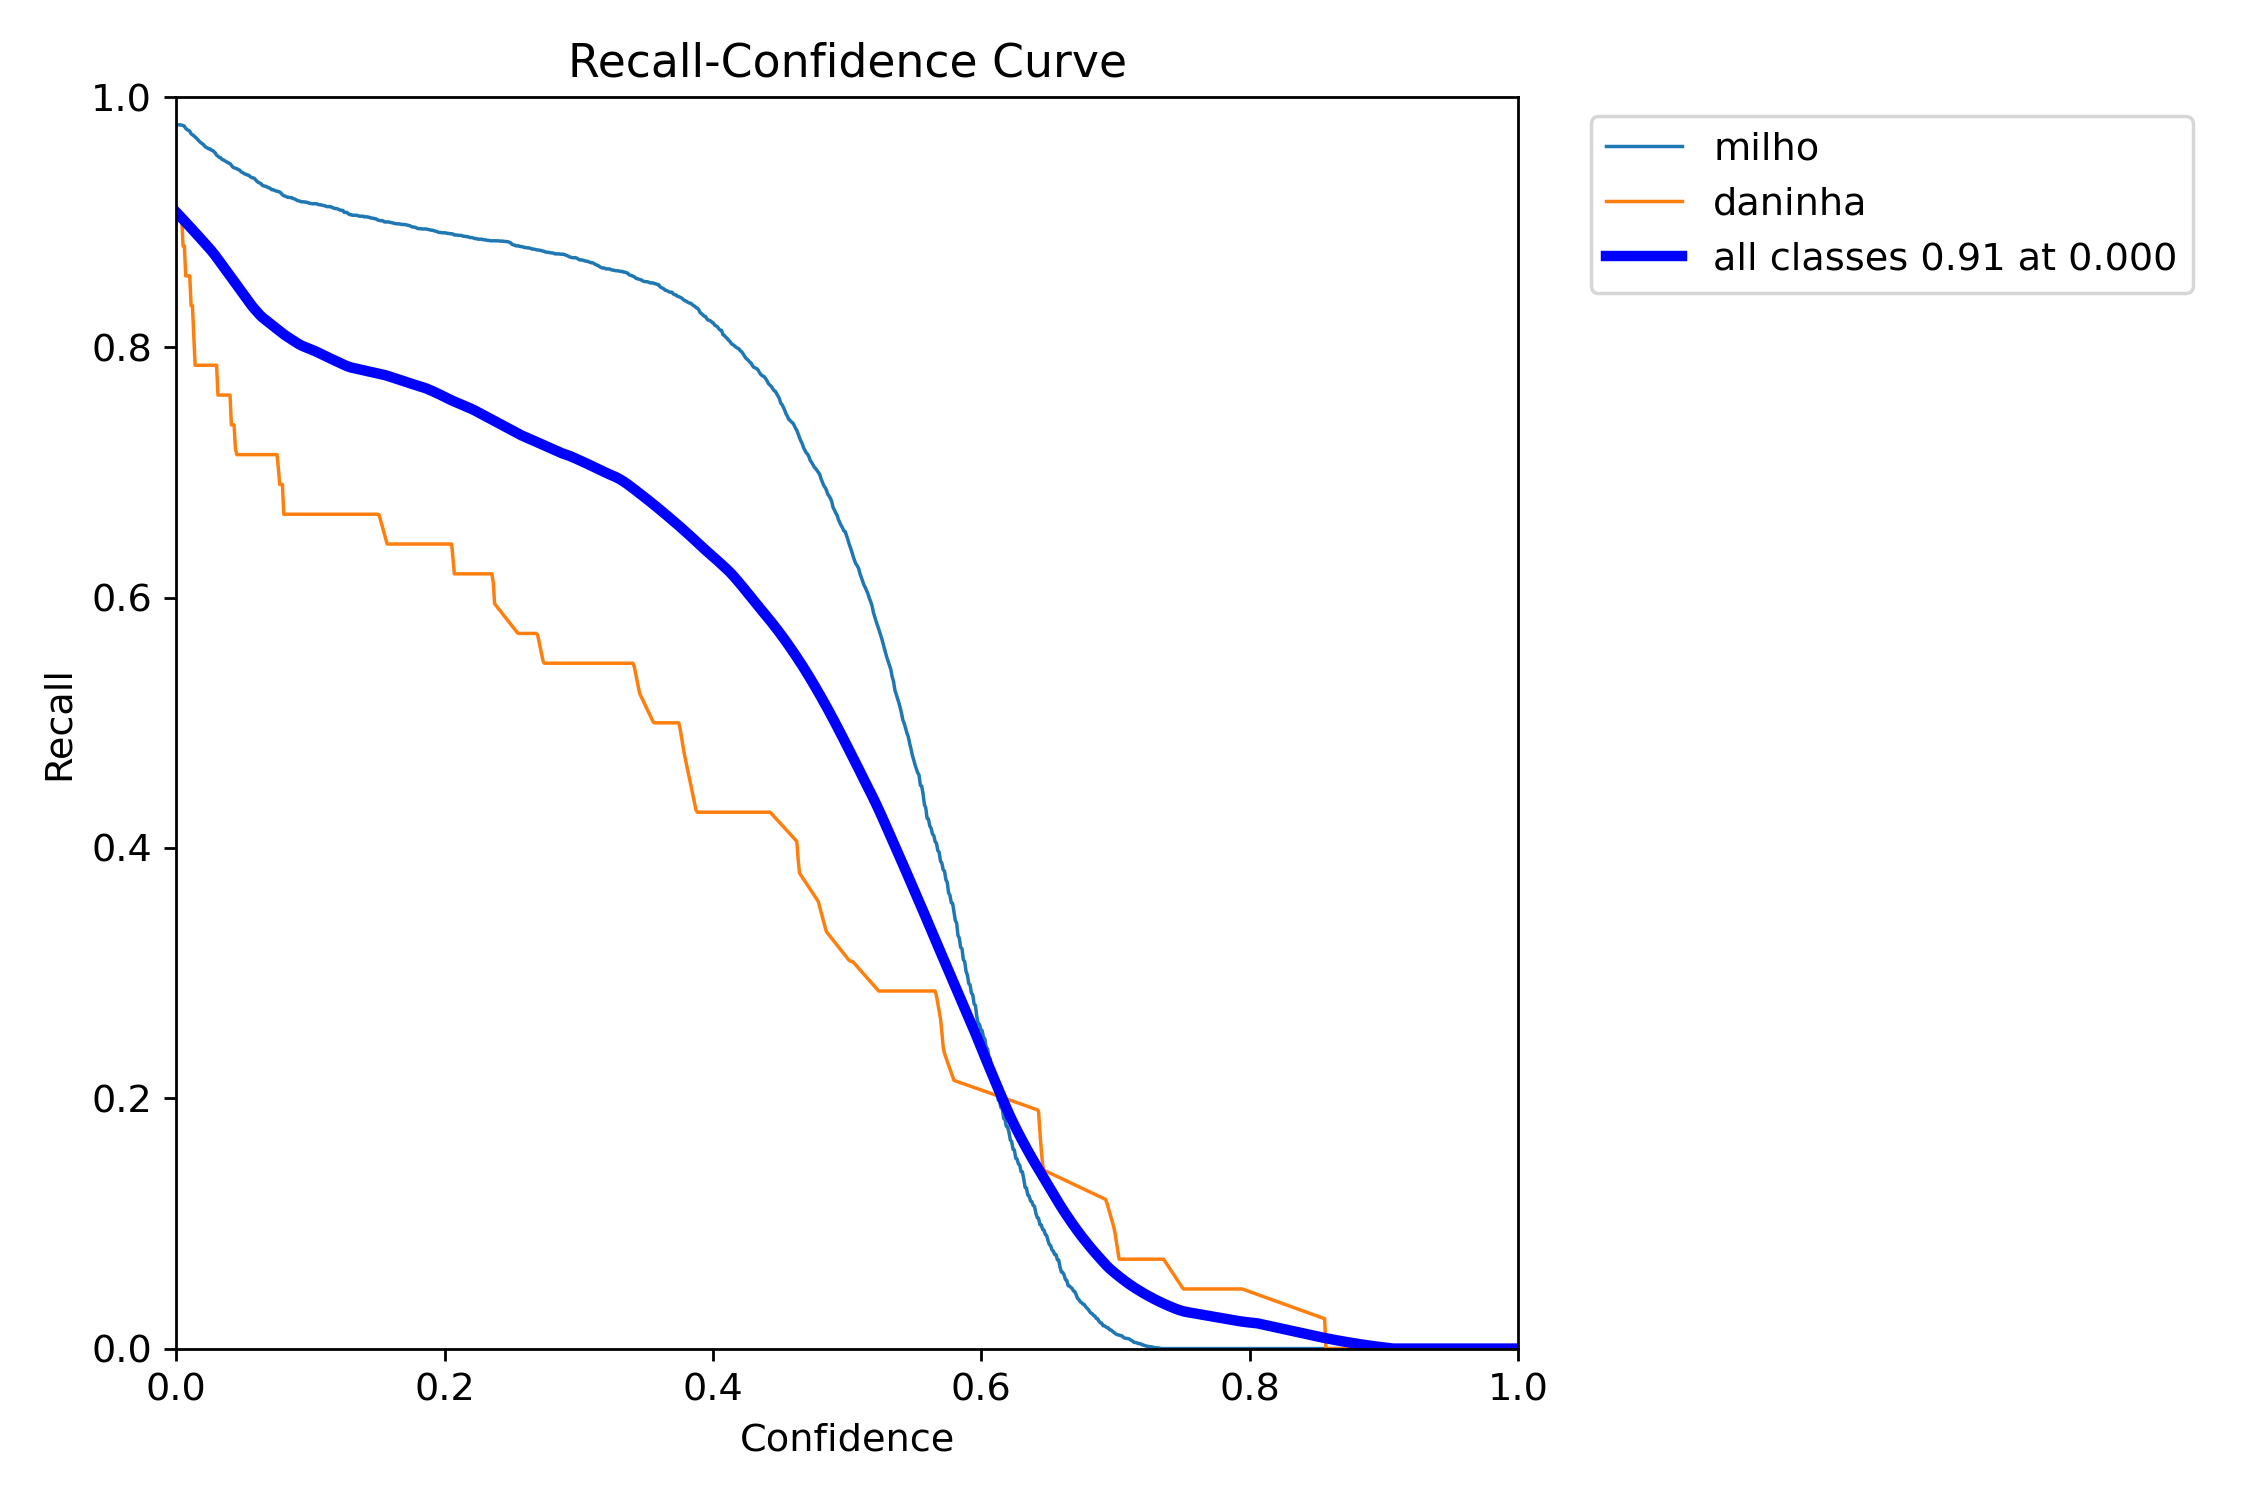 Recall-Confidence Curve
1.0
0.8
0.6
0.4
0.2
0.0
Recall
0.0 0.2 0.4 0.6 0.8 1.0
Confidence
milho
daninha
all classes 0.91 at 0.000